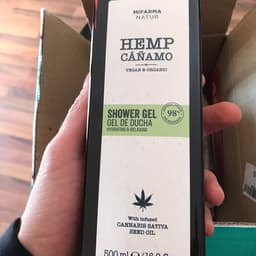 MIFARMA
NATUR
HEMP
CÁÑAMO
VEGAN & ORGANIC
SHOWER GEL
GEL DE DUCHA
HYDRATING & RELAXING
98%
With infused
CANNABIS SATIVA
SEED OIL
500 ml